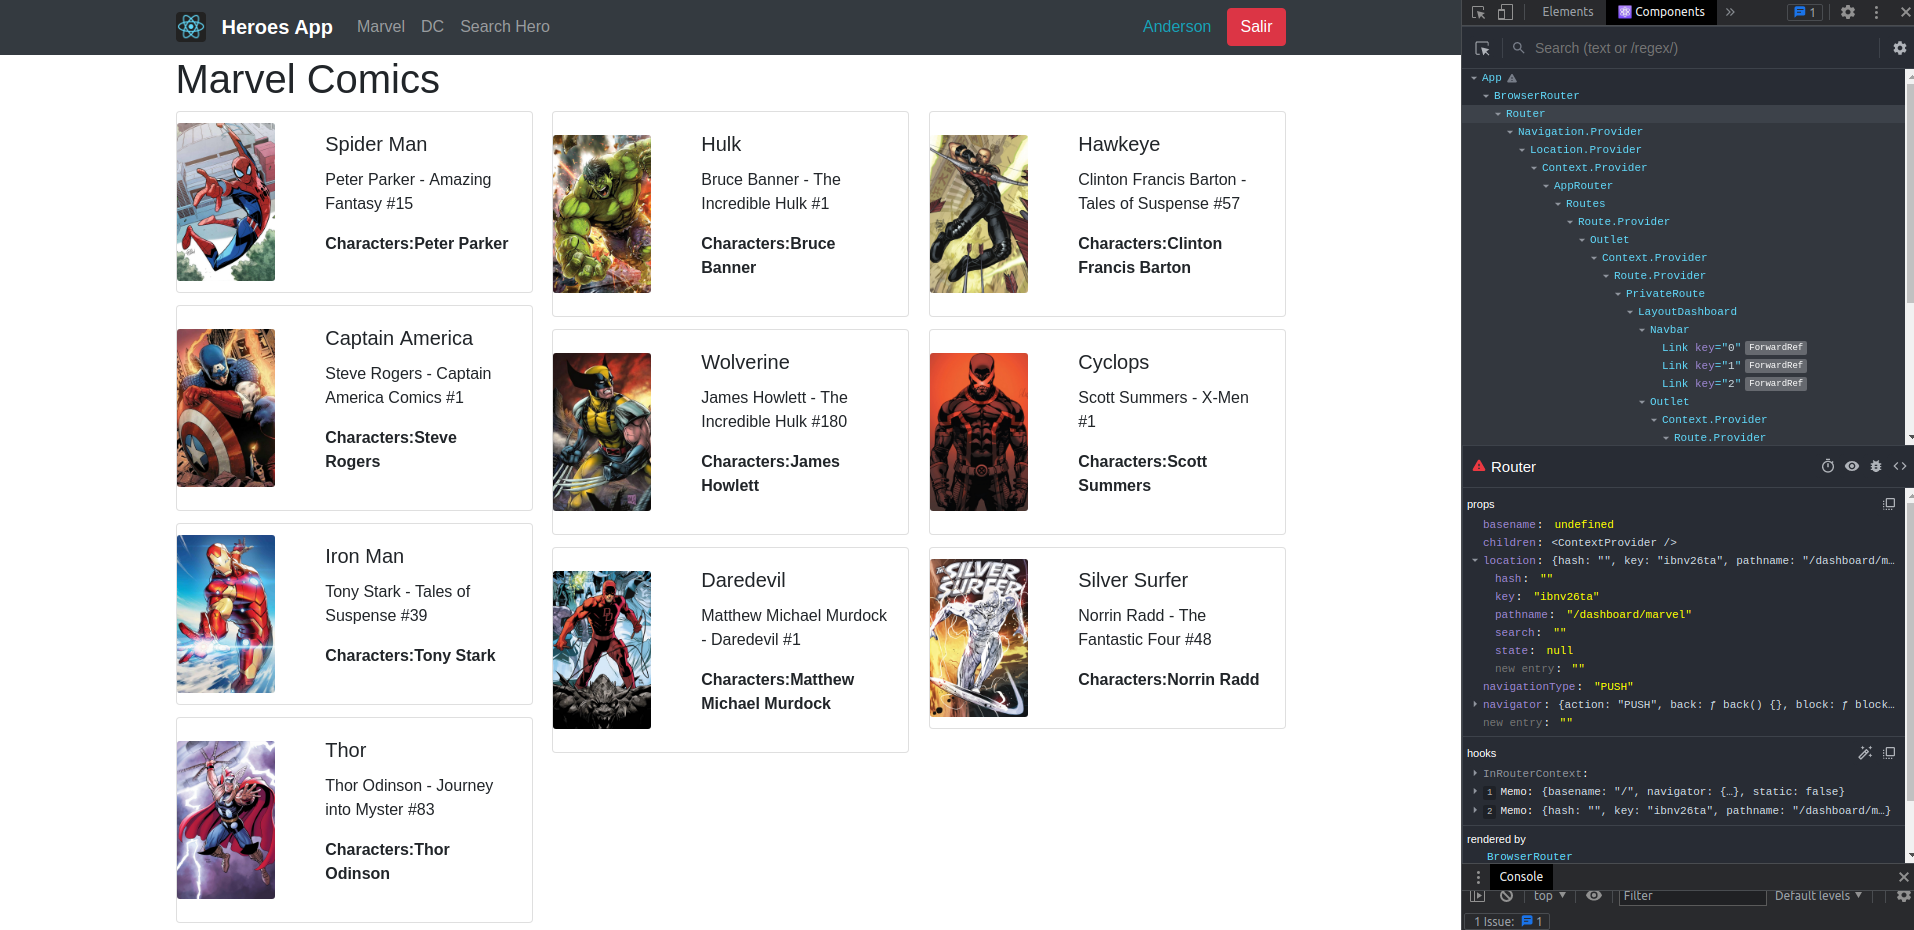 Heroes App Marvel DC Search Hero Anderson Salir
Marvel Comics
Spider Man
Peter Parker - Amazing
Fantasy #15
Characters:Peter Parker
Captain America
Steve Rogers - Captain
America Comics #1
Characters:Steve
Rogers
Iron Man
Tony Stark - Tales of
Suspense #39
Characters:Tony Stark
Thor
Thor Odinson - Journey
into Myster #83
Characters:Thor
Odinson
Hulk
Bruce Banner - The
Incredible Hulk #1
Characters:Bruce
Banner
Wolverine
James Howlett - The
Incredible Hulk #180
Characters:James
Howlett
Daredevil
Matthew Michael Murdock
- Daredevil #1
Characters:Matthew
Michael Murdock
Hawkeye
Clinton Francis Barton -
Tales of Suspense #57
Characters:Clinton
Francis Barton
Cyclops
Scott Summers - X-Men
#1
Characters:Scott
Summers
THE
SILVER
SURFER
Silver Surfer
Norrin Radd - The
Fantastic Four #48
Characters:Norrin Radd
Elements Components » 1
Search (text or /regex/)
App
BrowserRouter
Router
Navigation.Provider
Location.Provider
Context.Provider
AppRouter
Routes
Route.Provider
Outlet
Context.Provider
Route.Provider
PrivateRoute
LayoutDashboard
Navbar
Link key="0" ForwardRef
Link key="1" ForwardRef
Link key="2" ForwardRef
Outlet
Context.Provider
Route.Provider
Router
props
basename: undefined
children: <ContextProvider />
location: {hash: "", key: "ibnv26ta", pathname: "/dashboard/m…
hash: ""
key: "ibnv26ta"
pathname: "/dashboard/marvel"
search: ""
state: null
new entry: ""
navigationType: "PUSH"
navigator: {action: "PUSH", back: ƒ back() {}, block: ƒ block…
new entry: ""
hooks
InRouterContext:
1 Memo: {basename: "/", navigator: {…}, static: false}
2 Memo: {hash: "", key: "ibnv26ta", pathname: "/dashboard/m…}
rendered by
BrowserRouter
Console
top Filter Default levels
1 Issue: 1